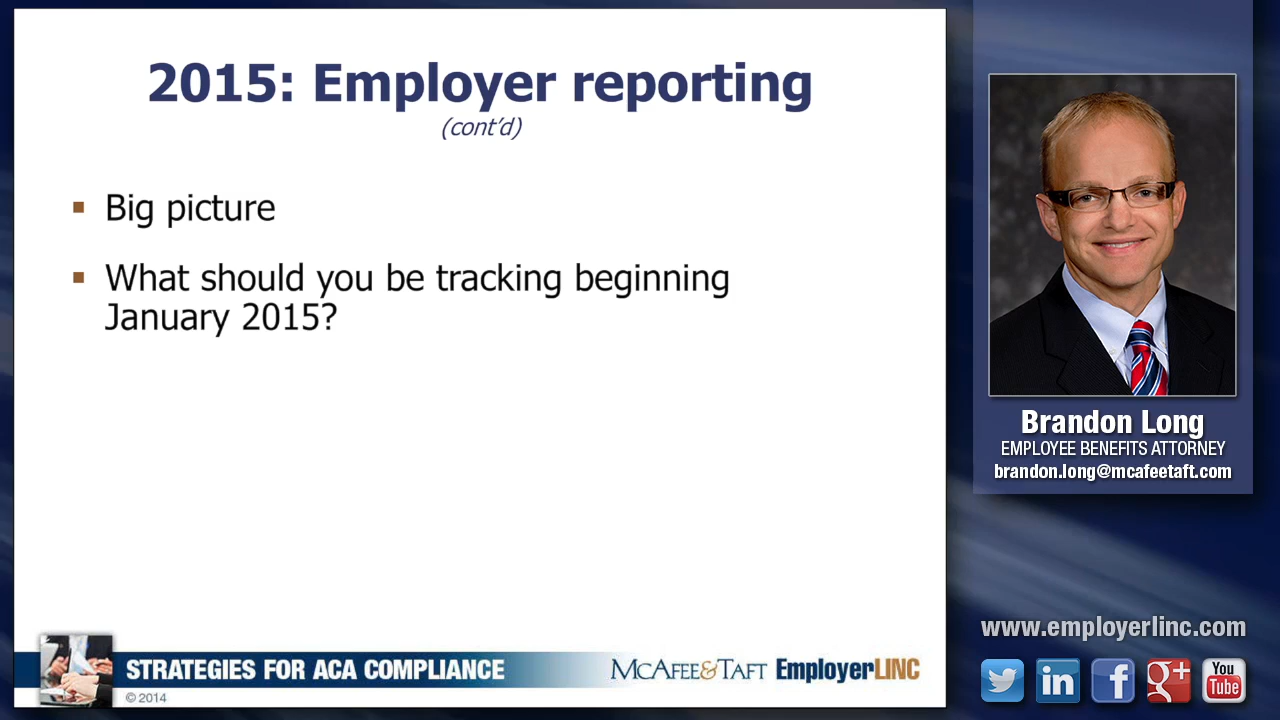 2015: Employer reporting
(cont'd)
▪ Big picture
▪ What should you be tracking beginning
January 2015?
STRATEGIES FOR ACA COMPLIANCE
MCAFEE&TAFT EmployerLINC
© 2014
Brandon Long
EMPLOYEE BENEFITS ATTORNEY
brandon.long@mcafeetaft.com
www.employerlinc.com
in
f
g+
You
Tube